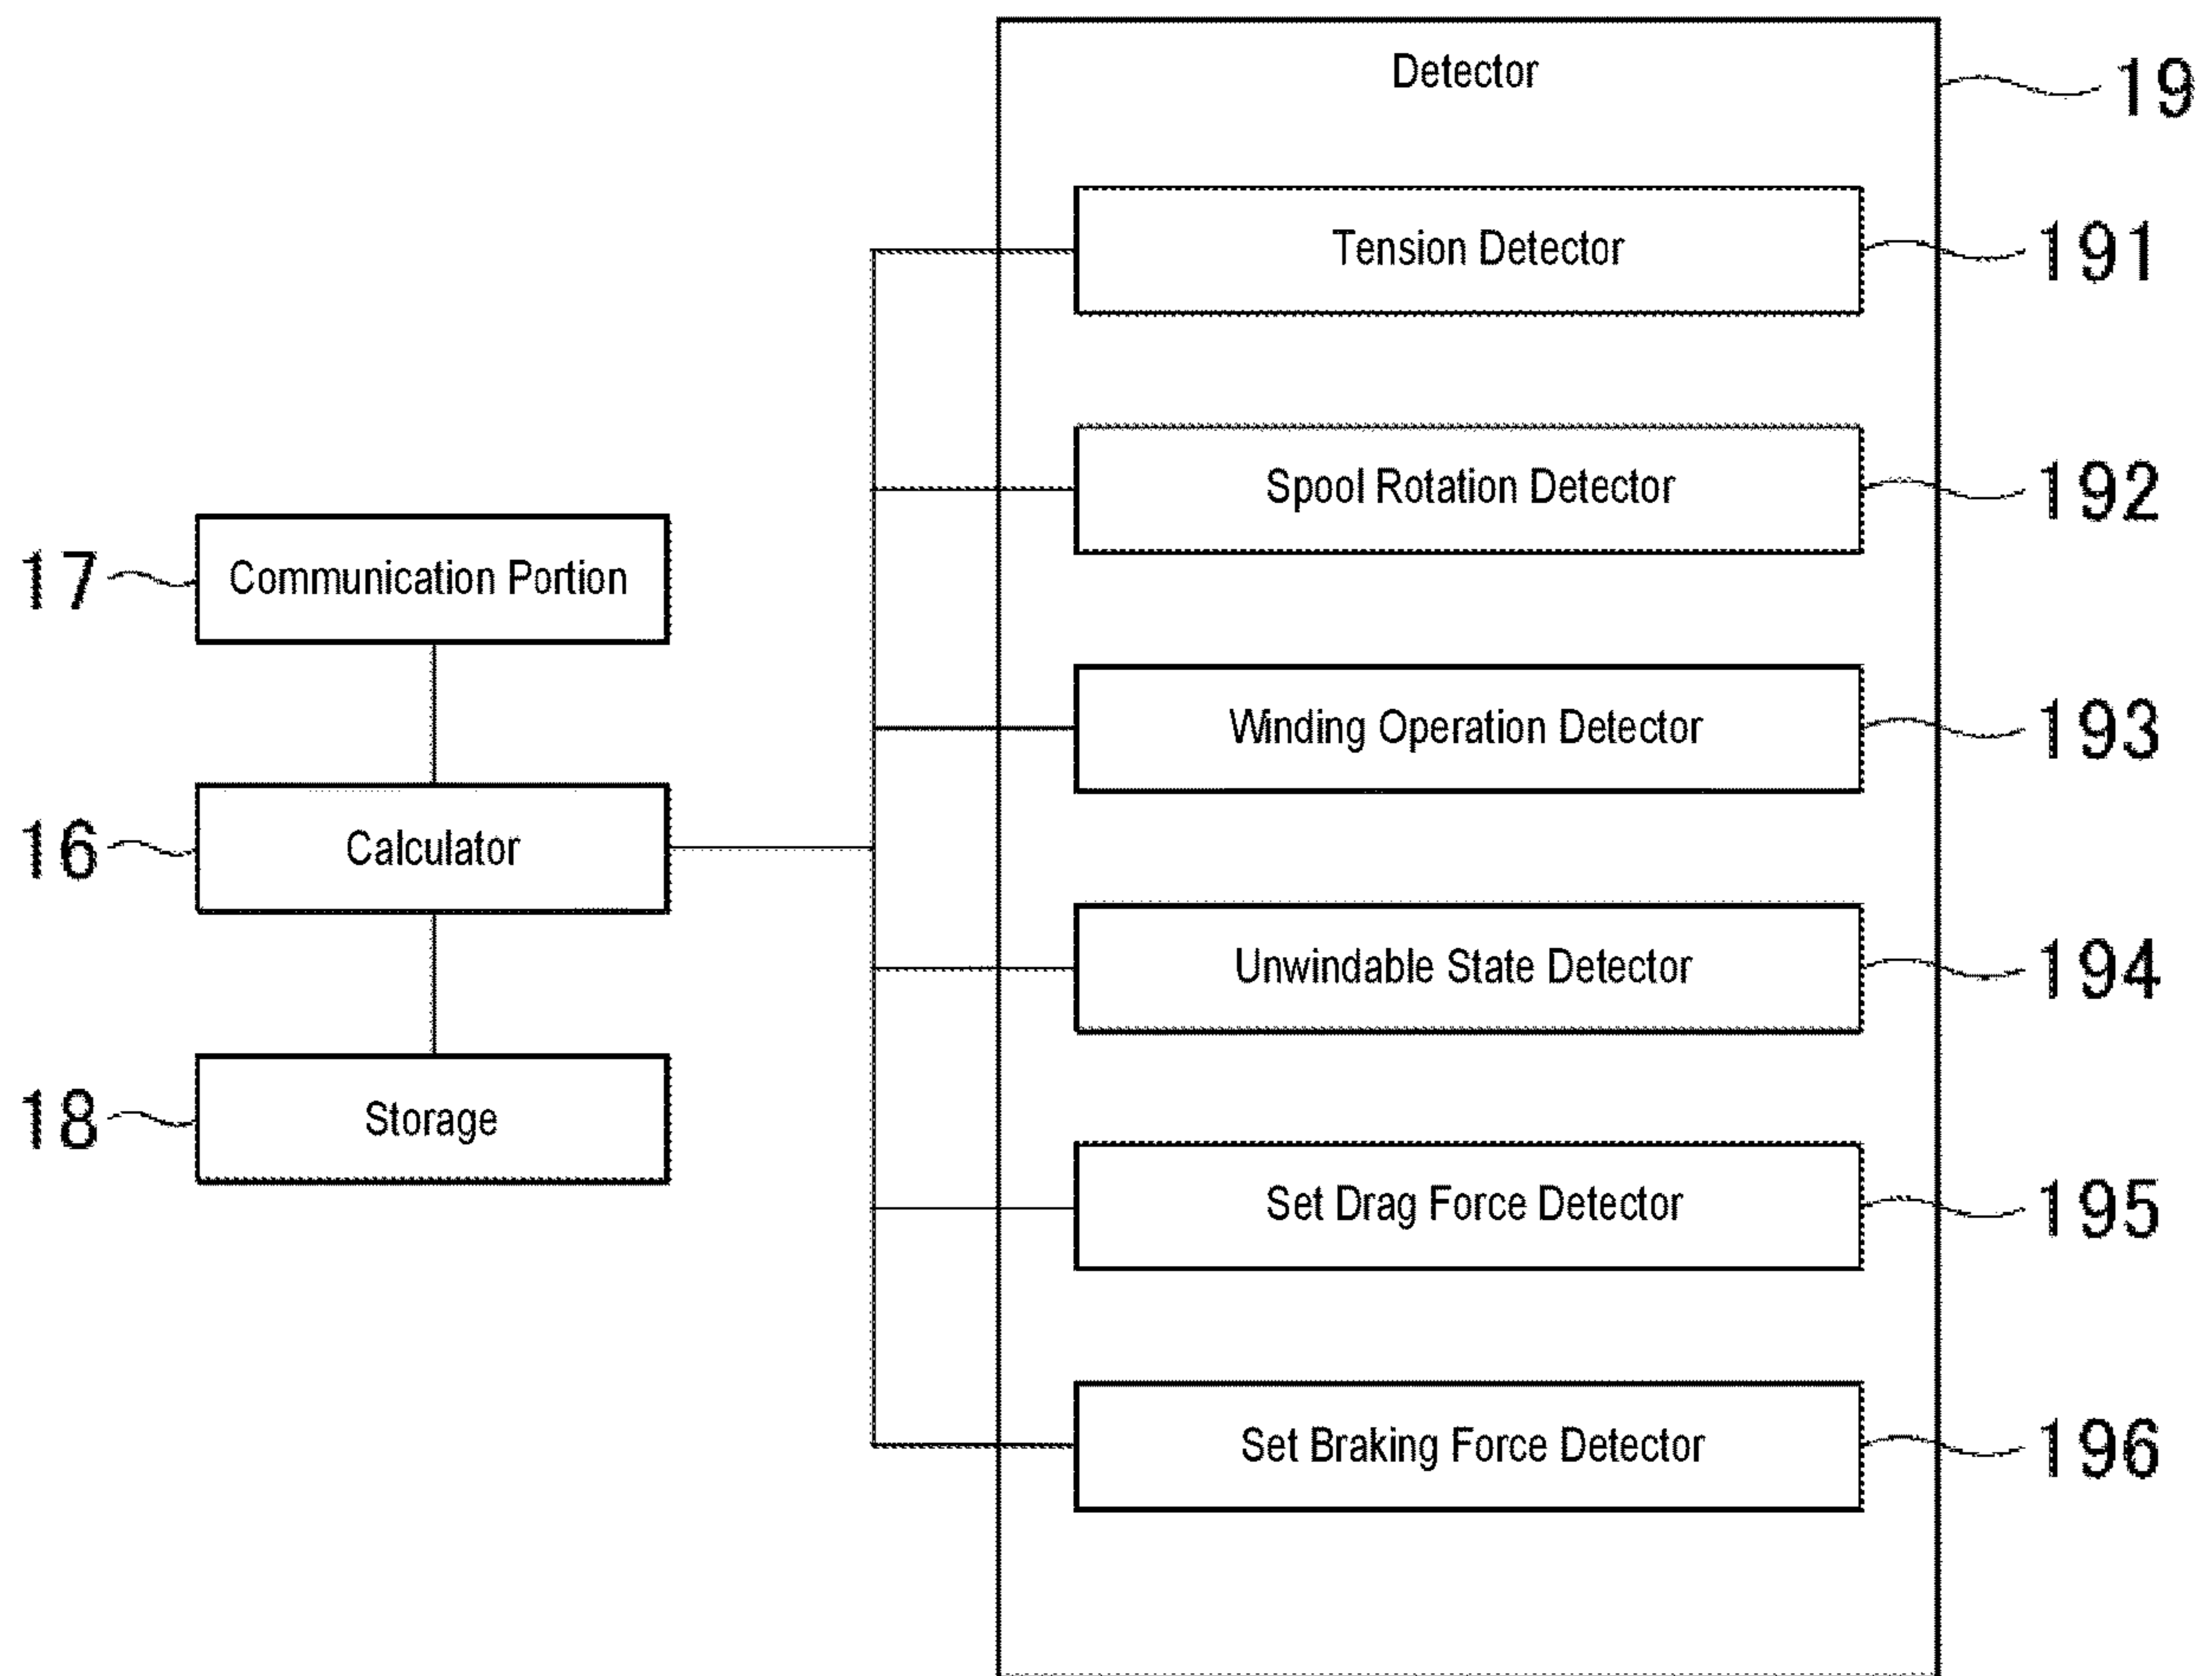 Detector
19
Tension Detector
191
Spool Rotation Detector
192
17
Communication Portion
Winding Operation Detector
193
16
Calculator
Unwindable State Detector
194
18
Storage
Set Drag Force Detector
195
Set Braking Force Detector
196